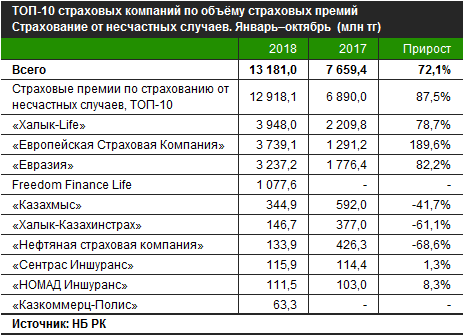 ТОП-10 страховых компаний по объёму страховых премий
Страхование от несчастных случаев. Январь–октябрь (млн тг)
2018 2017 Прирост
Всего 13 181,0 7 659,4 72,1%
Страховые премии по страхованию от
несчастных случаев, ТОП-10 12 918,1 6 890,0 87,5%
«Халык-Life» 3 948,0 2 209,8 78,7%
«Европейская Страховая Компания» 3 739,1 1 291,2 189,6%
«Евразия» 3 237,2 1 776,4 82,2%
Freedom Finance Life 1 077,6 - -
«Казахмыс» 344,9 592,0 -41,7%
«Халык-Казахинстрах» 146,7 377,0 -61,1%
«Нефтяная страховая компания» 133,9 426,3 -68,6%
«Сентрас Иншуранс» 115,9 114,4 1,3%
«НОМАД Иншуранс» 111,5 103,0 8,3%
«Казкоммерц-Полис» 63,3 - -
Источник: НБ РК